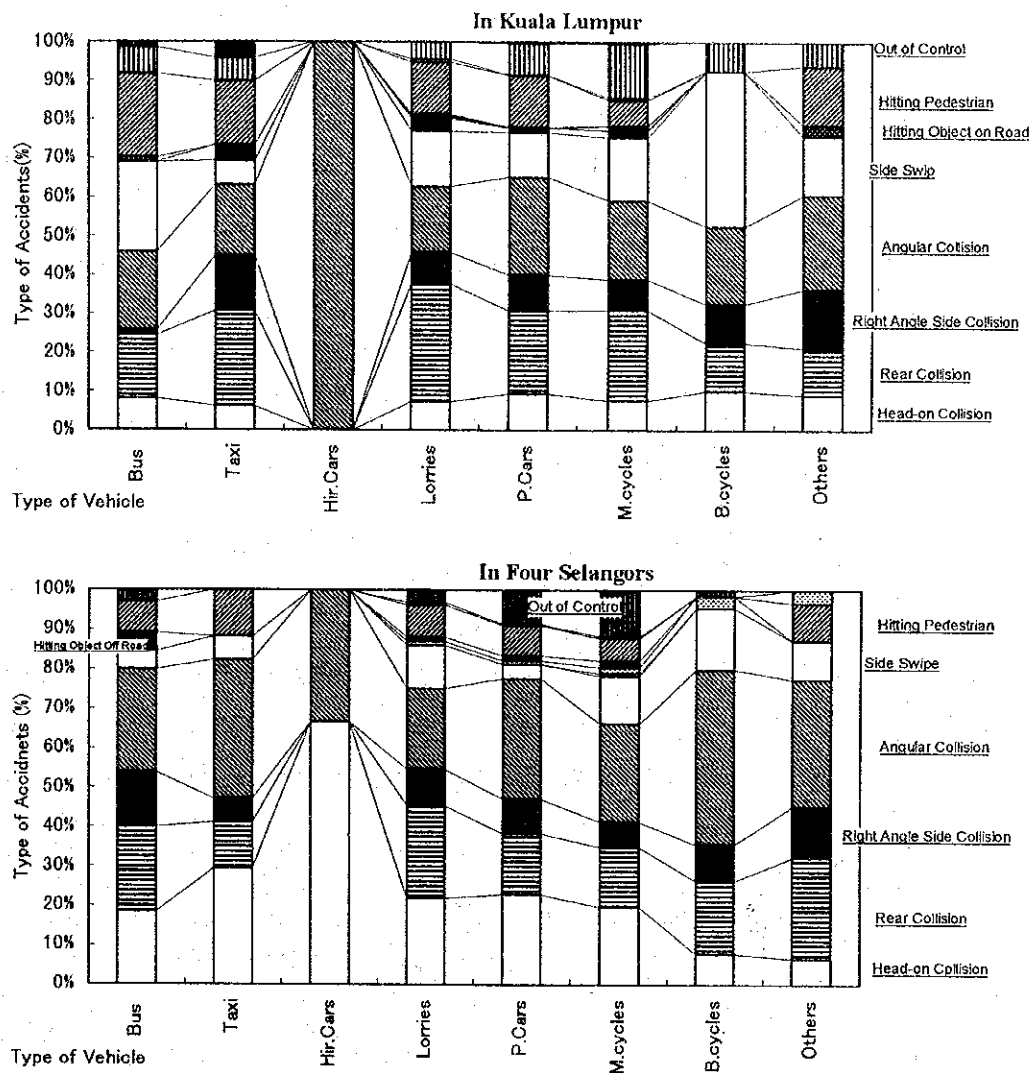 In Kuala Lumpur
Type of Accidents(%)
100%
90%
80%
70%
60%
50%
40%
30%
20%
10%
0%
Out of Control
Hitting Pedestrian
Hitting Object on Road
Side Swip
Angular Collision
Right Angle Side Collision
Rear Collision
Head-on Collision
Bus
Taxi
Hir.Cars
Lorries
P.Cars
M.cycles
B.cycles
Others
Type of Vehicle
In Four Selangors
Type of Accidnets (%)
100%
90%
80%
70%
60%
50%
40%
30%
20%
10%
0%
Out of Control
Hitting Object Off Road
Hitting Pedestrian
Side Swipe
Angular Collision
Right Angle Side Collision
Rear Collision
Head-on Collision
Bus
Taxi
Hir.Cars
Lorries
P.Cars
M.cycles
B.cycles
Others
Type of Vehicle